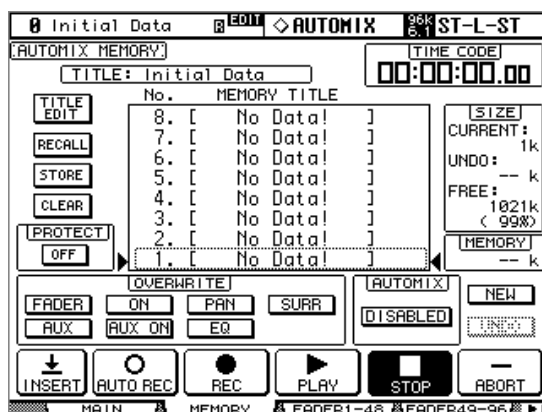 0 Initial Data EDIT AUTOMIX 96k 6.1 ST-L-ST
AUTOMIX MEMORY
TIME CODE
TITLE: Initial Data
00:00:00.00
No. MEMORY TITLE
TITLE EDIT
RECALL
STORE
CLEAR
PROTECT
OFF
8. [ No Data! ]
7. [ No Data! ]
6. [ No Data! ]
5. [ No Data! ]
4. [ No Data! ]
3. [ No Data! ]
2. [ No Data! ]
1. [ No Data! ]
SIZE
CURRENT:
1k
UNDO:
-- k
FREE:
1021k
( 99%)
MEMORY
-- k
OVERWRITE
FADER ON PAN SURR
AUX AUX ON EQ
AUTOMIX
DISABLED
NEW
UNDO
INSERT AUTO REC REC PLAY STOP ABORT
MAIN MEMORY FADER1-48 FADER49-96